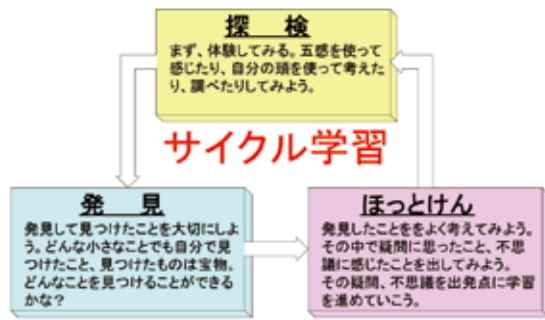 探 検
まず、体験してみる。五感を使って
感じたり、自分の頭を使って考えた
り、調べたりしてみよう。
サイクル学習
発 見
発見して見つけたことを大切にしよ
う。どんな小さなことでも自分で見
つけたこと、見つけたものは宝物。
どんなことを見つけることができる
かな？
ほっとけん
発見したことををよく考えてみよう。
その中で疑問に思ったこと、不思
議に感じたことを出してみよう。
その疑問、不思議を出発点に学習
を進めていこう。